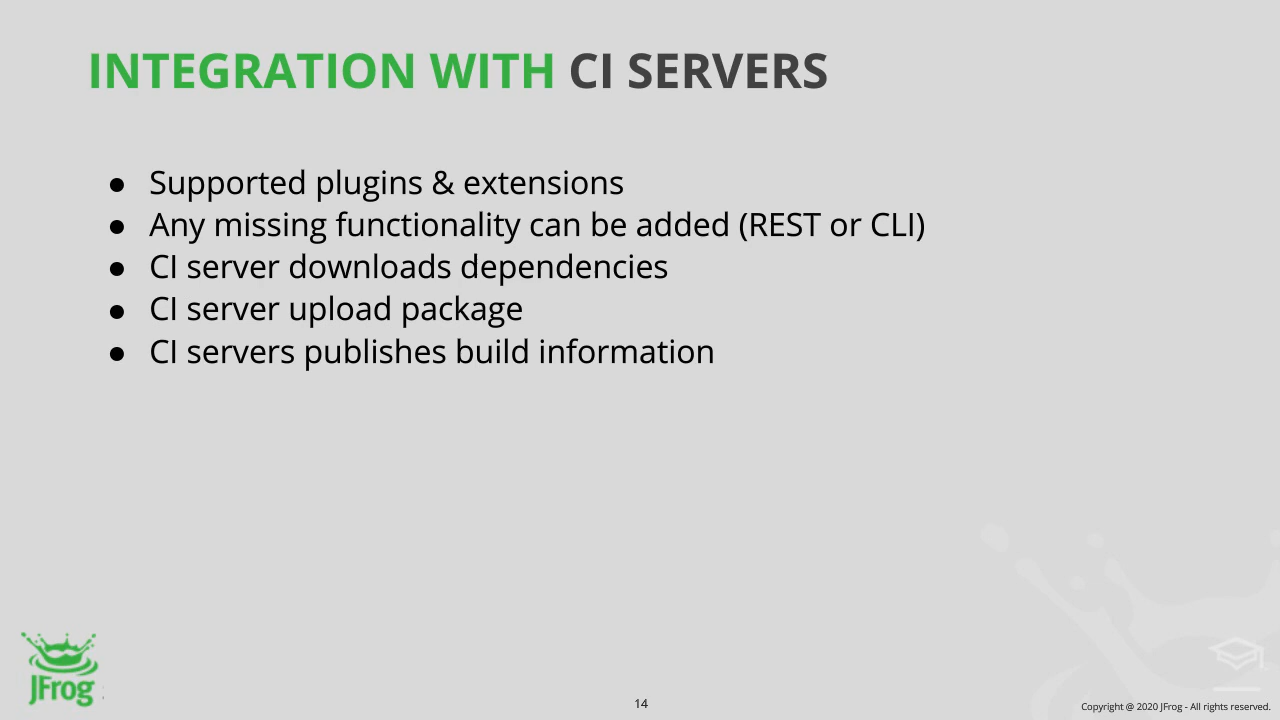 INTEGRATION WITH CI SERVERS
● Supported plugins & extensions
● Any missing functionality can be added (REST or CLI)
● CI server downloads dependencies
● CI server upload package
● CI servers publishes build information
JFrog
14
Copyright @ 2020 JFrog - All rights reserved.